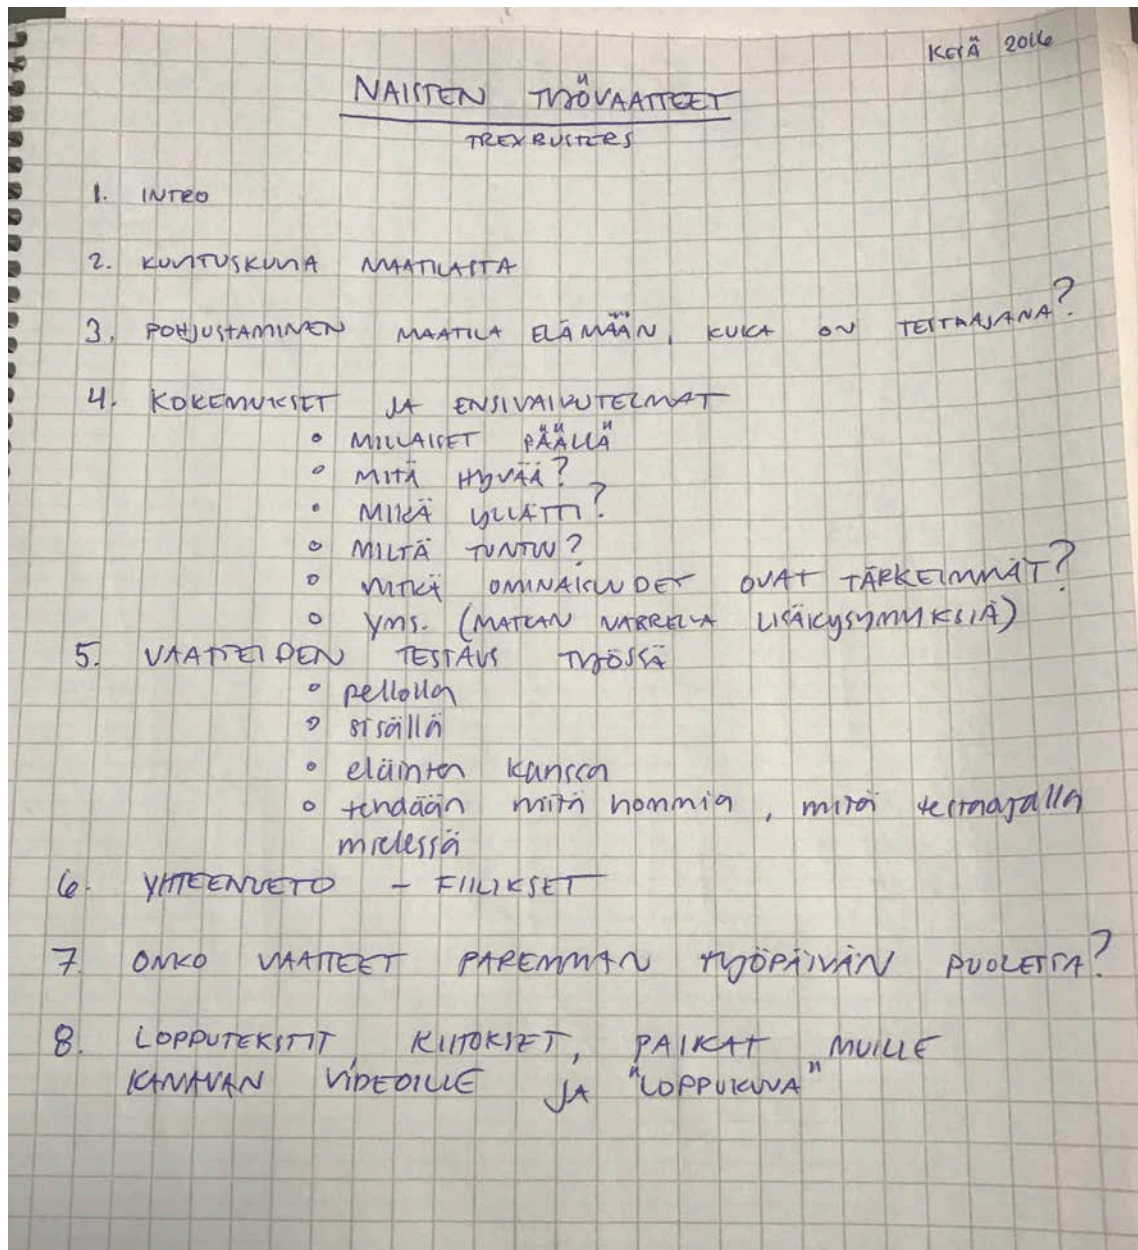 KESÄ 2016
NAISTEN TYÖVAATTEET
TREXBUSTERS
1. INTRO
2. KUVITUSKUVIA MAATILASTA
3. POHJUSTAMINEN MAATILA ELÄMÄÄN, KUKA ON TESTAAJANA?
4. KOKEMUKSET JA ENSIVAIKUTELMAT
° MILLAISET PÄÄLLÄ
° MITÄ HYVÄÄ?
° MIKÄ YLLÄTTI?
° MILTÄ TUNTUU?
° MITKÄ OMINAISUUDET OVAT TÄRKEIMMÄT?
° yms. (MATKAN VARRELLA LISÄKYSYMYKSIÄ)
5. VAATTEIDEN TESTAUS TYÖSSÄ
° pellolla
° sisällä
° eläinten kanssa
° tehdään niitä hommia, mitä testaajalla
mielessä
6. YHTEENVETO - FIILIKSET
7. ONKO VAATTEET PAREMMAN TYÖPÄIVÄN PUOLESTA?
8. LOPPUTEKSTIT, KIITOKSET, PAIKAT MUILLE
KANAVAN VIDEOILLE JA "LOPPUKUVA"